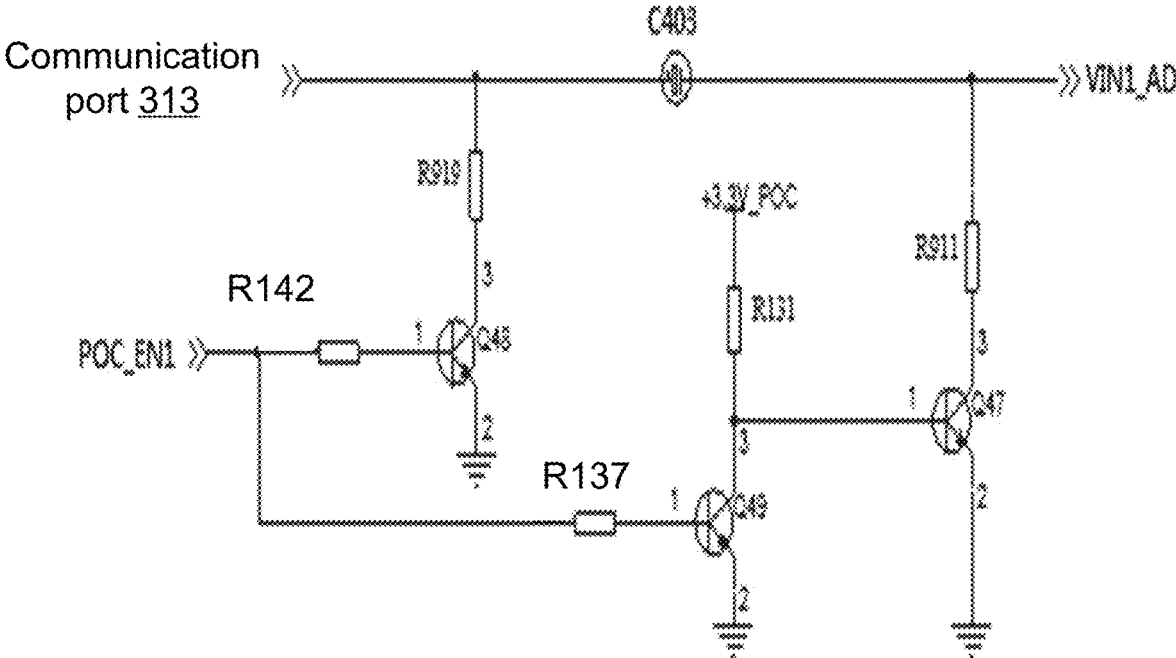 C403
Communication
port 313
VIN1_AD
R919
+3.3V_POC
R911
3
R142
R131
1
Q48
3
POC_EN1
1
Q47
2
3
R137
1
Q49
2
2